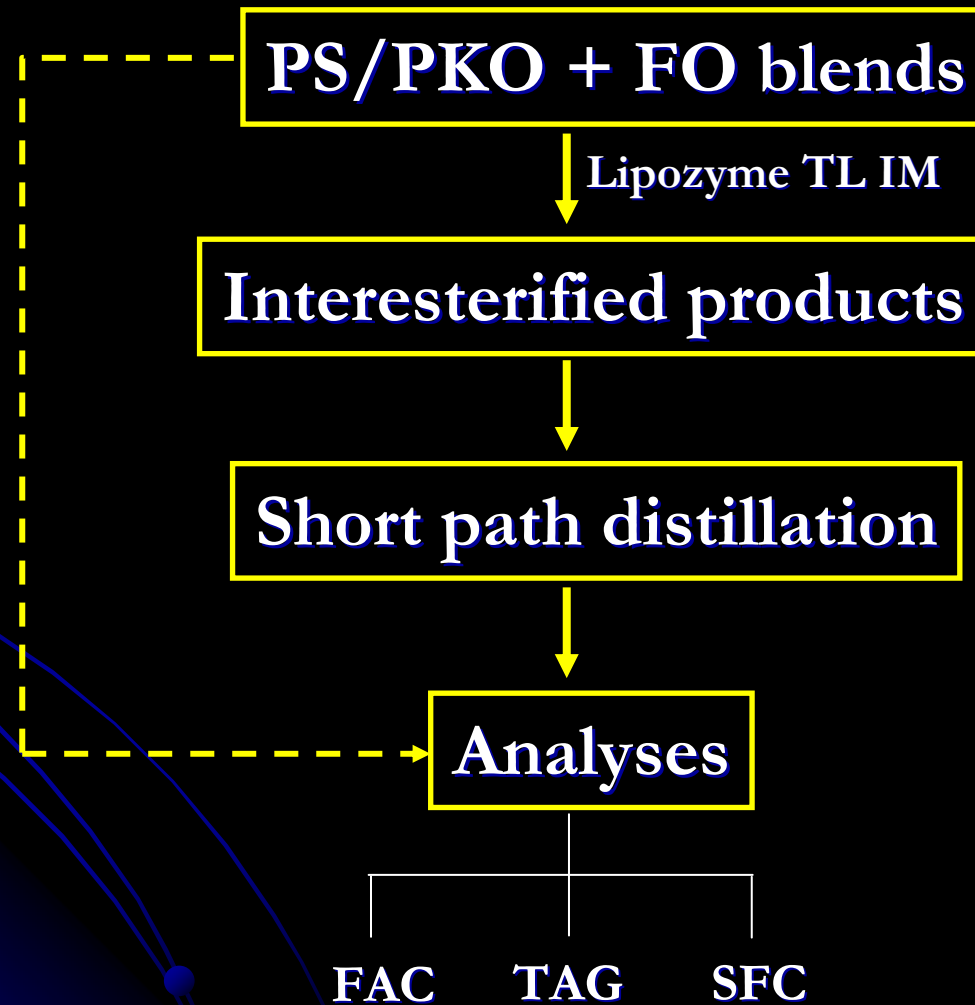 PS/PKO + FO blends
Lipozyme TL IM
Interesterified products
Short path distillation
Analyses
FAC TAG SFC